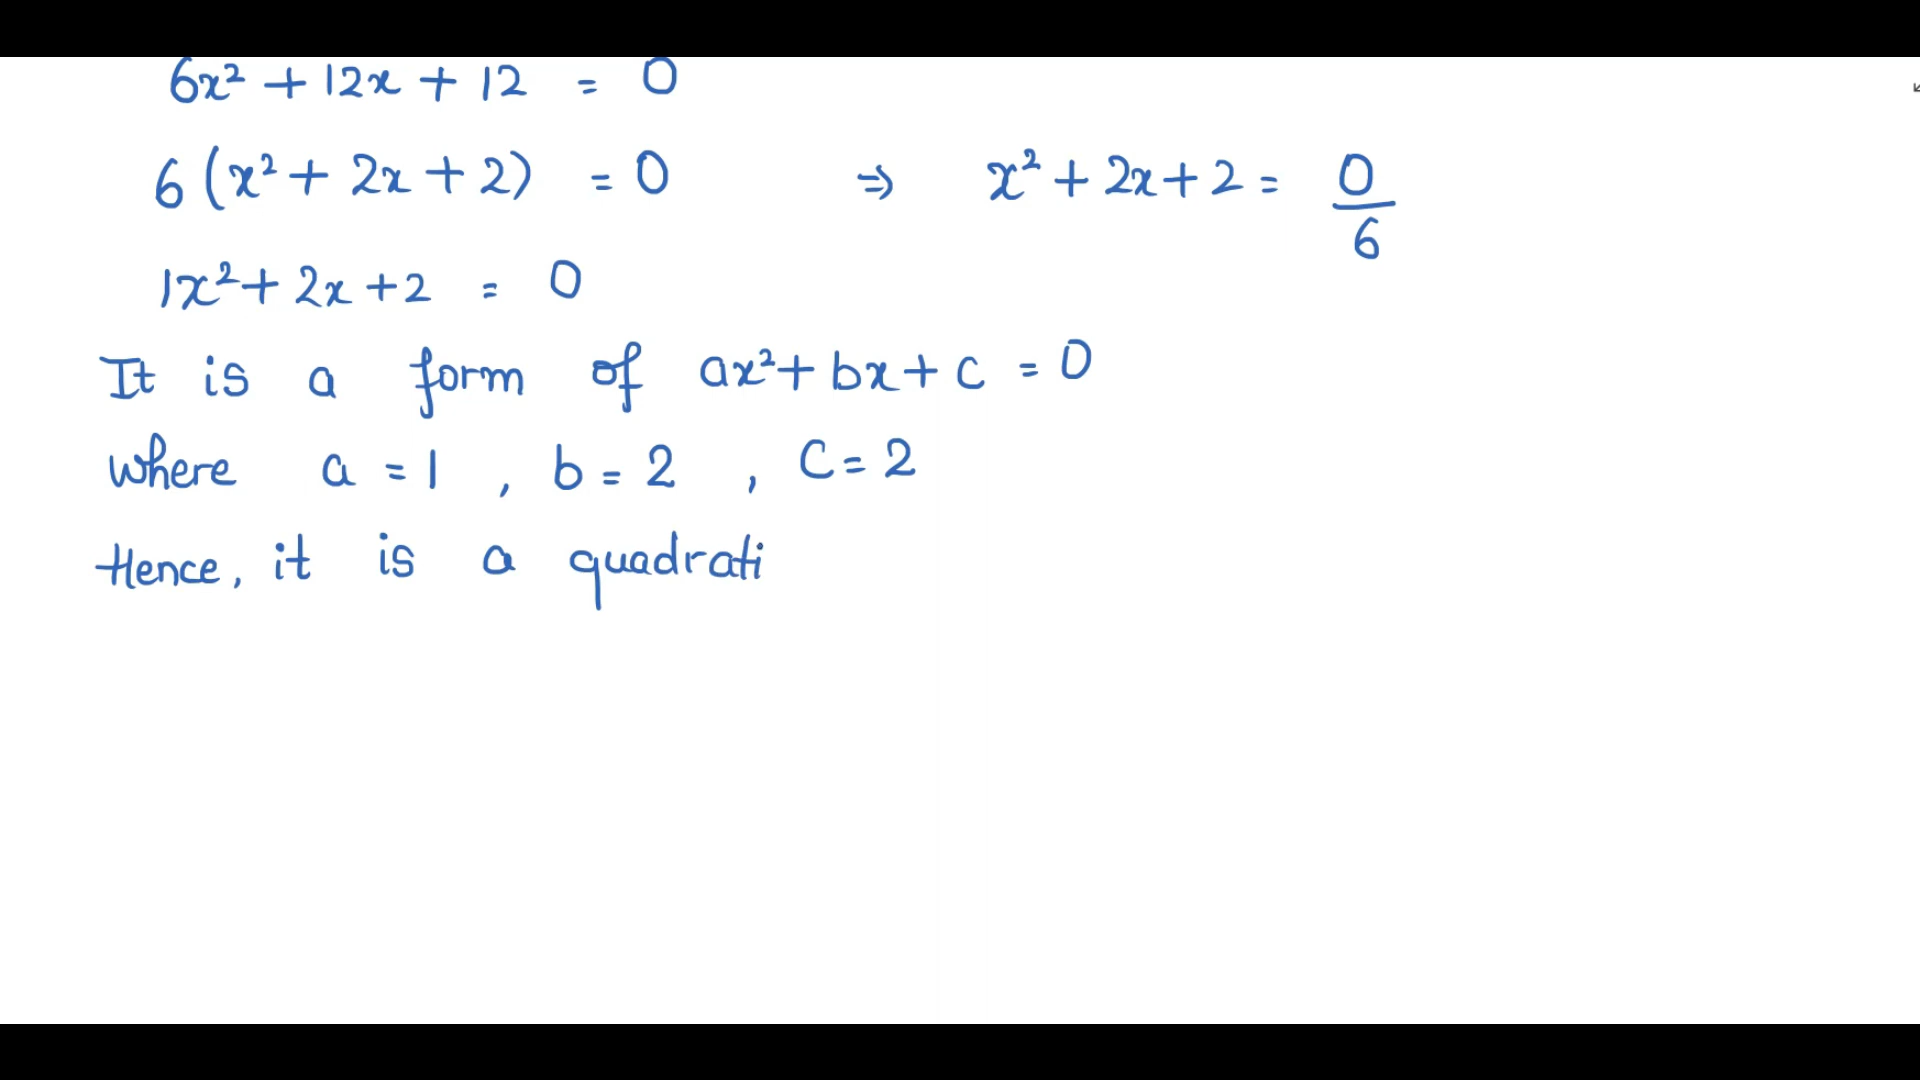 6x² + 12x + 12 = 0
6(x² + 2x + 2) = 0 ⇒ x² + 2x + 2 = 0/6
1x² + 2x + 2 = 0
It is a form of ax² + bx + c = 0
where a = 1 , b = 2 , C = 2
Hence, it is a quadrati